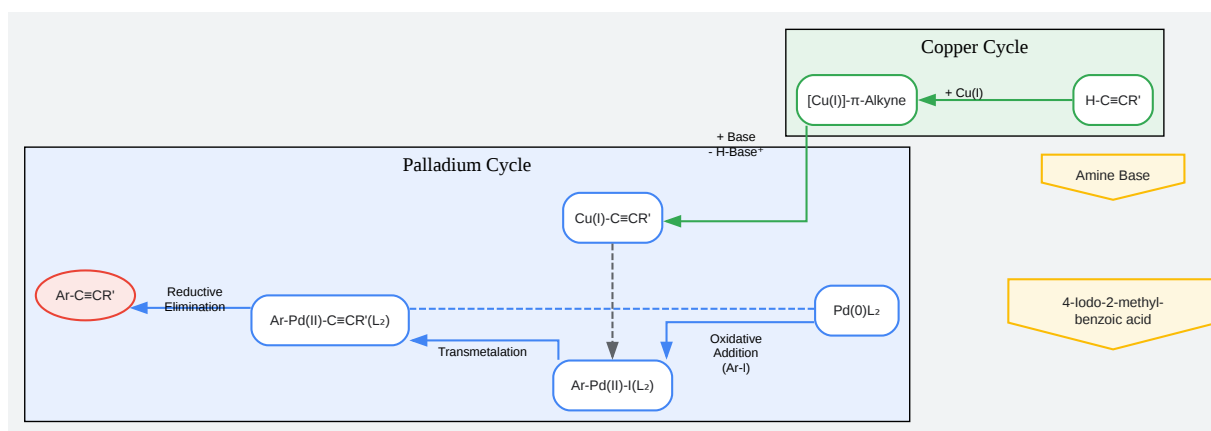 Copper Cycle
[Cu(I)]-π-Alkyne
+ Cu(I)
H-C≡CR'
+ Base
- H-Base⁺
Palladium Cycle
Amine Base
Cu(I)-C≡CR'
Ar-C≡CR'
Reductive
Elimination
Ar-Pd(II)-C≡CR'(L₂)
Pd(0)L₂
4-Iodo-2-methyl-
benzoic acid
Transmetalation
Oxidative
Addition
(Ar-I)
Ar-Pd(II)-I(L₂)